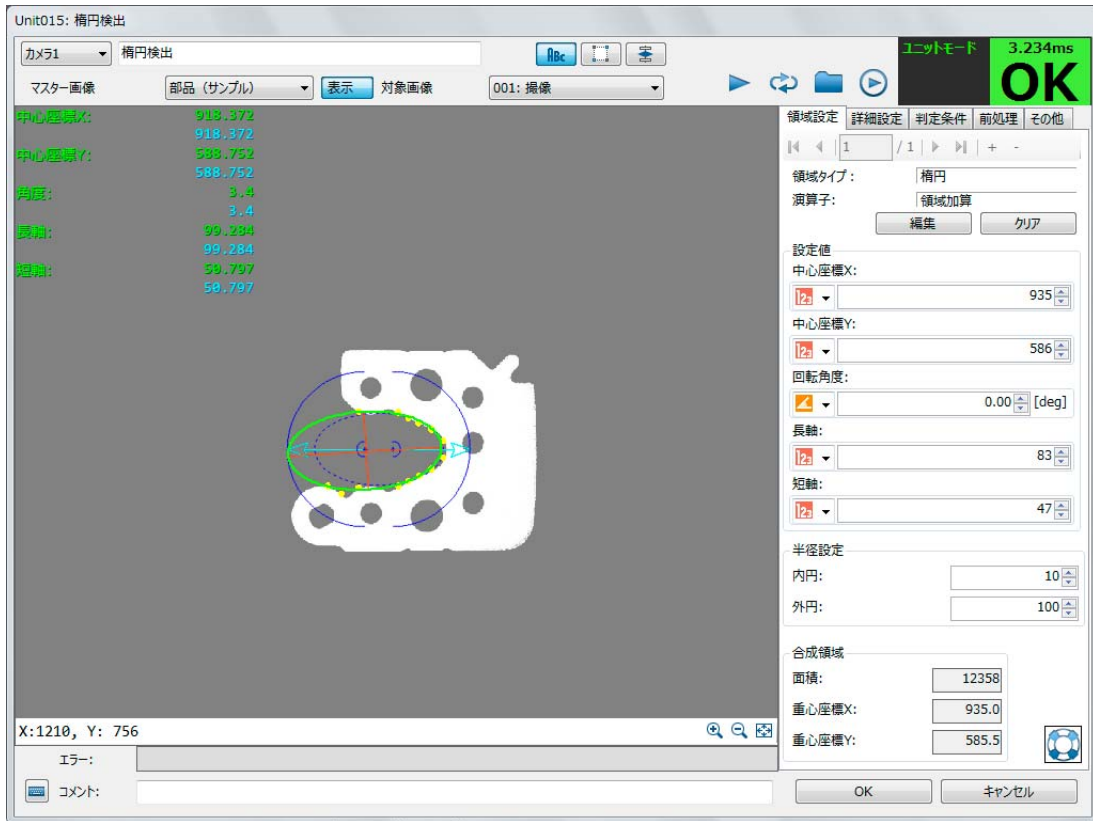 Unit015: 楕円検出
カメラ1
楕円検出
ABC
ユニットモード
3.234ms
OK
マスター画像
部品（サンプル）
表示
対象画像
001: 撮像
中心座標X: 918.372
918.372
中心座標Y: 588.752
588.752
角度: 3.4
3.4
長軸: 99.284
99.284
短軸: 50.797
50.797
X:1210, Y: 756
領域設定 詳細設定 判定条件 前処理 その他
1 / 1 + -
領域タイプ: 楕円
演算子: 領域加算
編集 クリア
設定値
中心座標X:
123 935
中心座標Y:
123 586
回転角度:
0.00 [deg]
長軸:
123 83
短軸:
123 47
半径設定
内円: 10
外円: 100
合成領域
面積: 12358
重心座標X: 935.0
重心座標Y: 585.5
エラー:
コメント:
OK キャンセル